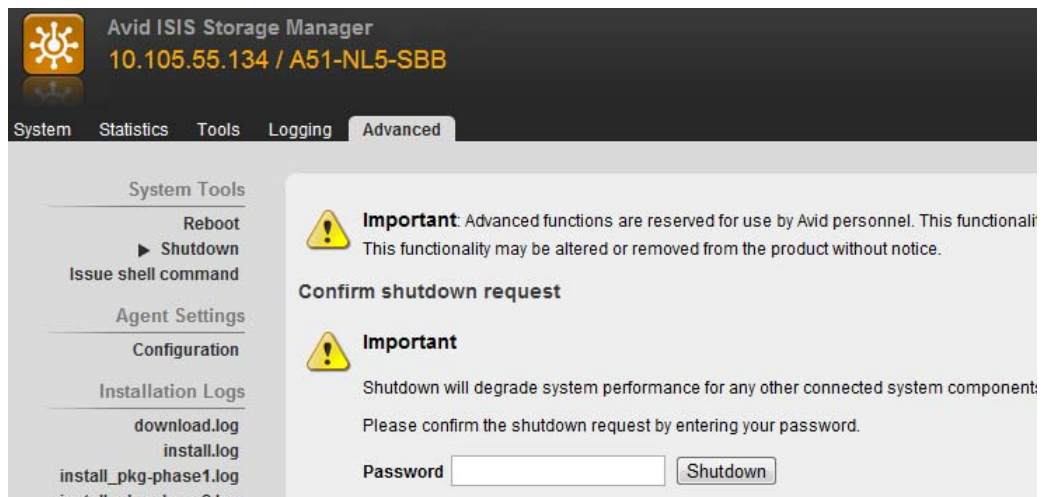 Avid ISIS Storage Manager
10.105.55.134 / A51-NL5-SBB
System Statistics Tools Logging Advanced
System Tools
Reboot
Shutdown
Issue shell command
Agent Settings
Configuration
Installation Logs
download.log
install.log
install_pkg-phase1.log
Important: Advanced functions are reserved for use by Avid personnel. This
This functionality may be altered or removed from the product without notice.
Confirm shutdown request
Important
Shutdown will degrade system performance for any other connected system components
Please confirm the shutdown request by entering your password.
Password Shutdown